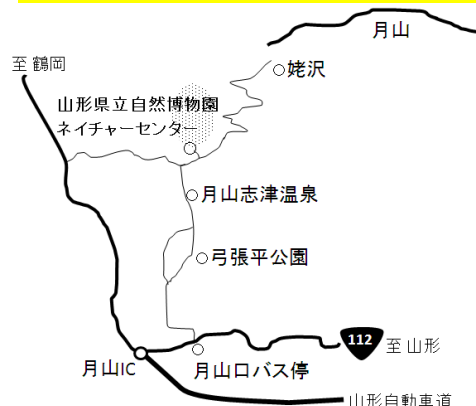 月山
姥沢
至 鶴岡
山形県立自然博物園
ネイチャーセンター
月山志津温泉
弓張平公園
112
至 山形
月山IC
月山口バス停
山形自動車道